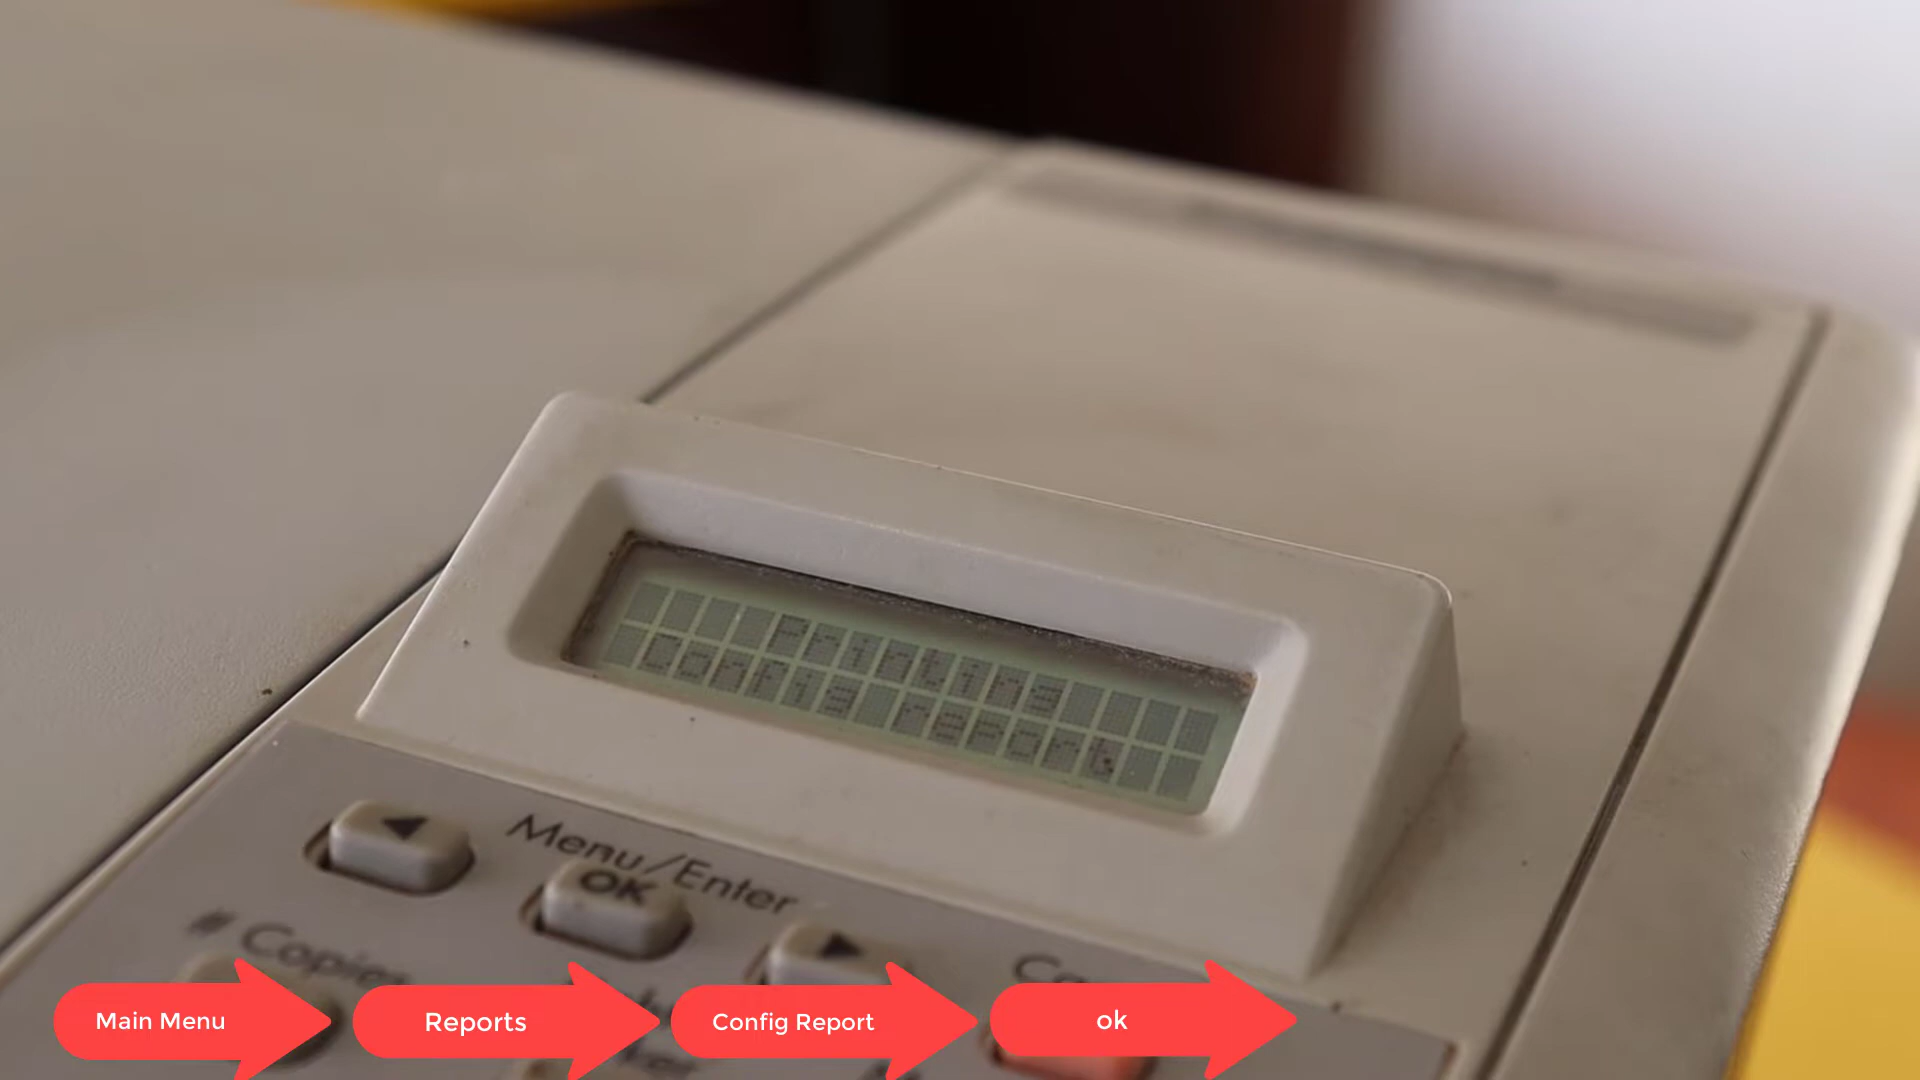 Printing
Config report
Menu/Enter
OK
# Copies
Main Menu
Reports
Config Report
ok